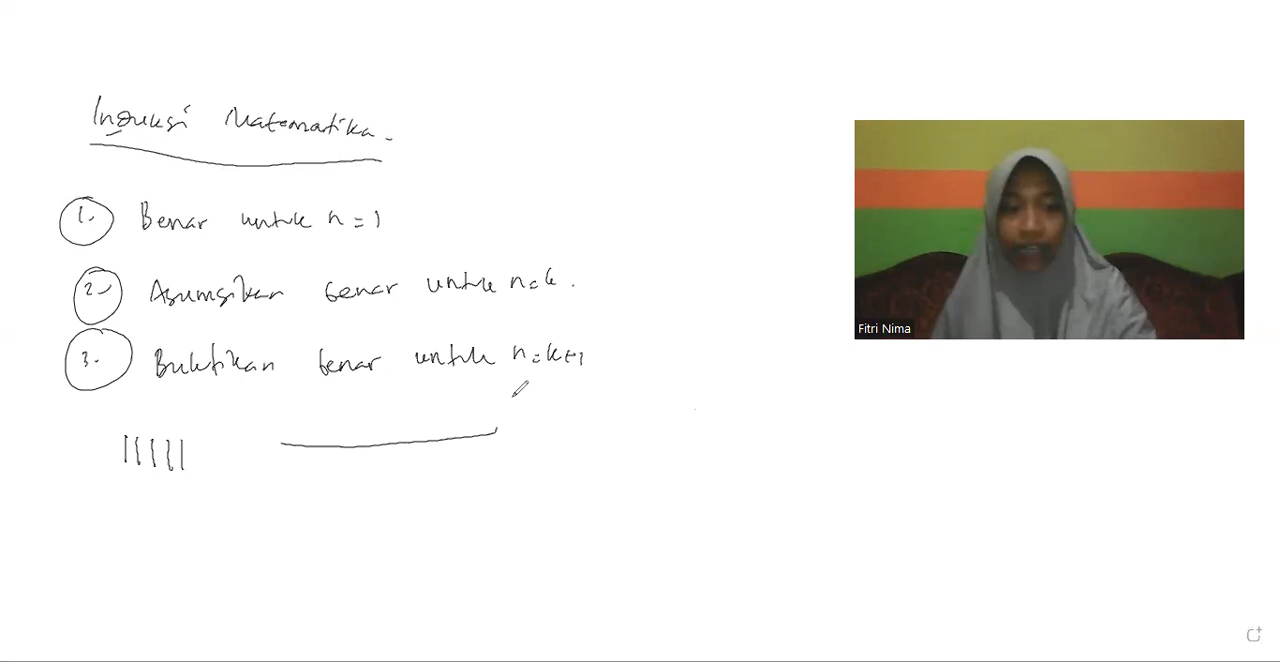 Induksi Matematika.
1. Benar untuk n = 1
2. Asumsikan benar untuk n=k.
3. Buktikan benar untuk n=k+1
Fitri Nima